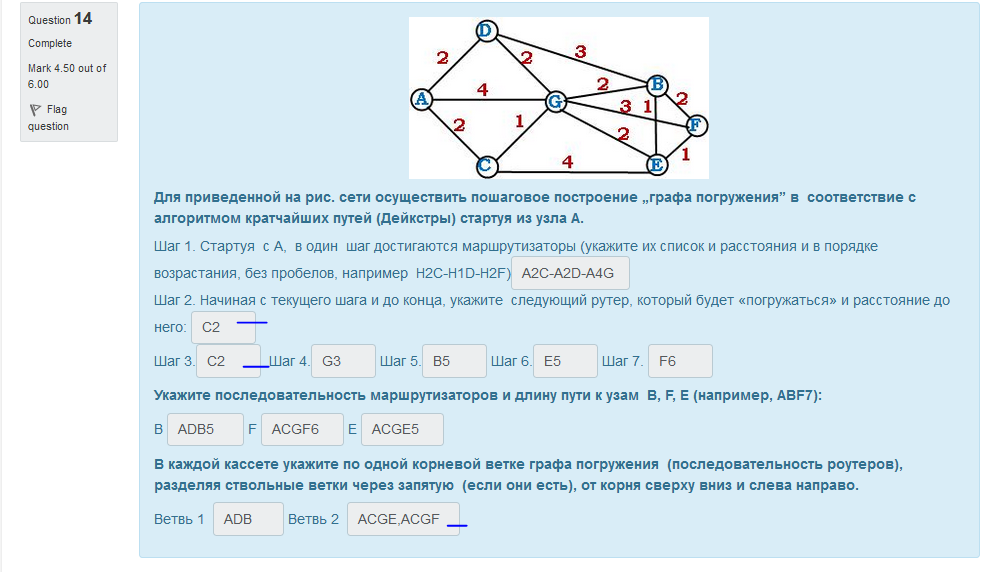 Question 14
Complete
Mark 4.50 out of
6.00
Flag
question
D
2 2 3
A 4 G 2 B
3 1 2
2 1 2 F
C 4 E 1
Для приведенной на рис. сети осуществить пошаговое построение „графа погружения” в соответствие с
алгоритмом кратчайших путей (Дейкстры) стартуя из узла А.
Шаг 1. Стартуя с А, в один шаг достигаются маршрутизаторы (укажите их список и расстояния и в порядке
возрастания, без пробелов, например H2C-H1D-H2F) A2C-A2D-A4G
Шаг 2. Начиная с текущего шага и до конца, укажите следующий рутер, который будет «погружаться» и расстояние до
него: C2
Шаг 3. C2 Шаг 4. G3 Шаг 5. B5 Шаг 6. E5 Шаг 7. F6
Укажите последовательность маршрутизаторов и длину пути к узам B, F, E (например, ABF7):
B ADB5 F ACGF6 E ACGE5
В каждой кассете укажите по одной корневой ветке графа погружения (последовательность роутеров),
разделяя ствольные ветки через запятую (если они есть), от корня сверху вниз и слева направо.
Ветвь 1 ADB Ветвь 2 ACGE,ACGF